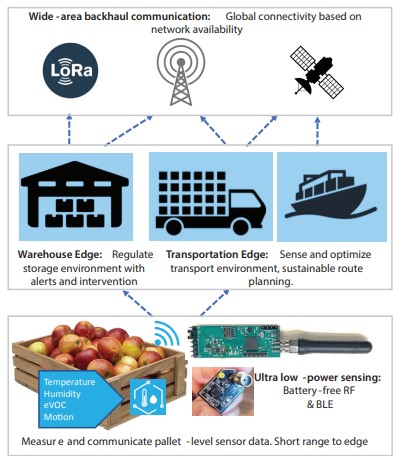 Wide -area backhaul communication: Global connectivity based on
network availability
LoRa
Warehouse Edge: Regulate
storage environment with
alerts and intervention
Transportation Edge: Sense and optimize
transport environment, sustainable route
planning.
Temperature
Humidity
eVOC
Motion
Ultra low -power sensing:
Battery -free RF
& BLE
Measur e and communicate pallet -level sensor data. Short range to edge